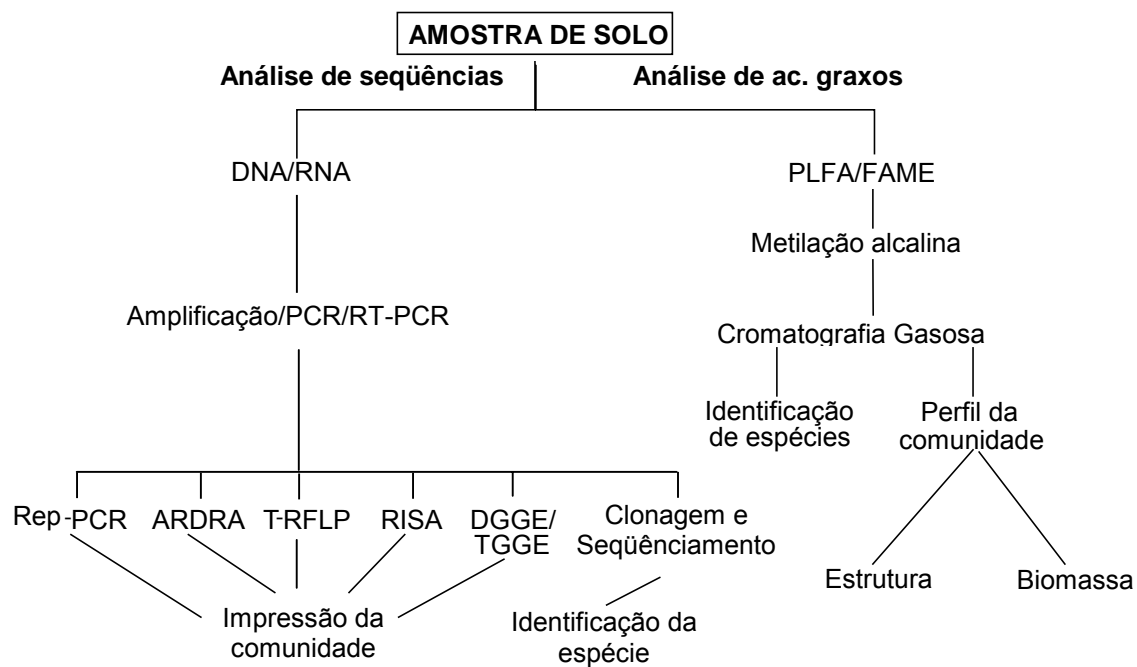 AMOSTRA DE SOLO
Análise de seqüências
Análise de ac. graxos
DNA/RNA
PLFA/FAME
Metilação alcalina
Amplificação/PCR/RT-PCR
Cromatografia Gasosa
Identificação
de espécies
Perfil da
comunidade
Rep-PCR
ARDRA
T-RFLP
RISA
DGGE/
TGGE
Clonagem e
Seqüênciamento
Estrutura
Biomassa
Impressão da
comunidade
Identificação da
espécie